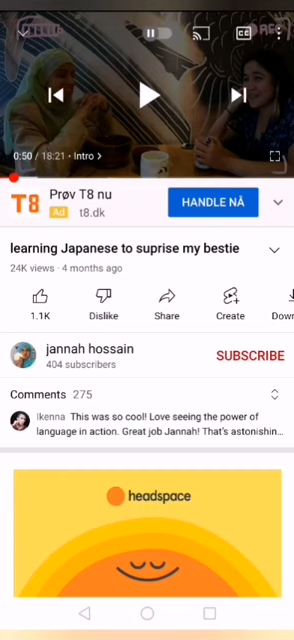 CC
0:50 / 18:21 • Intro >
T8
Prøv T8 nu
Ad t8.dk
HANDLE NÅ
learning Japanese to suprise my bestie
24K views · 4 months ago
1.1K Dislike Share Create Down
jannah hossain
404 subscribers
SUBSCRIBE
Comments 275
Ikenna This was so cool! Love seeing the power of
language in action. Great job Jannah! That's astonishin...
headspace